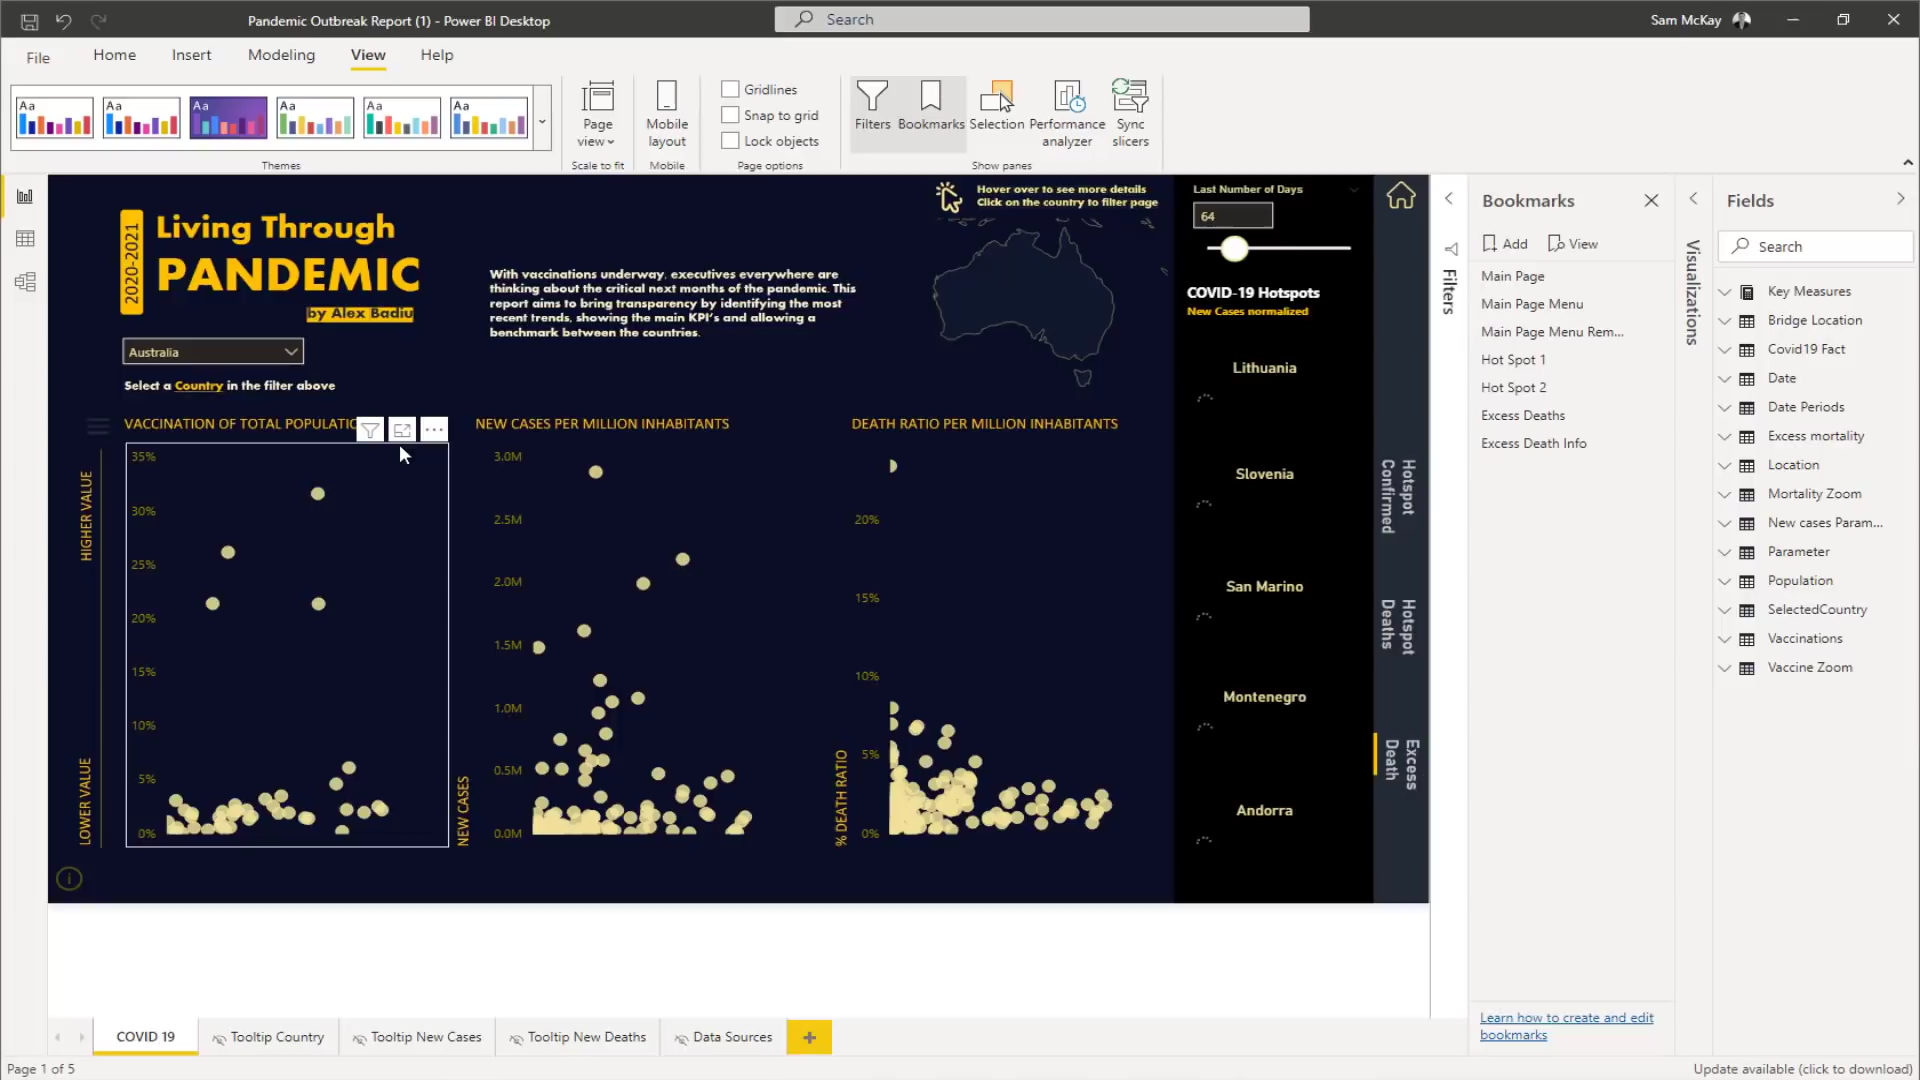 Pandemic Outbreak Report (1) - Power BI Desktop
Search
Sam McKay
File
Home
Insert
Modeling
View
Help
Aa
Aa
Aa
Aa
Aa
Aa
Themes
Page
view
Scale to fit
Mobile
layout
Mobile
Gridlines
Snap to grid
Lock objects
Page options
Filters
Bookmarks
Selection
Performance
analyzer
Sync
slicers
Show panes
2020-2021
Living Through
PANDEMIC
by Alex Badiu
Australia
Select a Country in the filter above
With vaccinations underway, executives everywhere are
thinking about the critical next months of the pandemic. This
report aims to bring transparency by identifying the most
recent trends, showing the main KPI's and allowing a
benchmark between the countries.
Hover over to see more details
Click on the country to filter page
VACCINATION OF TOTAL POPULATIO
HIGHER VALUE
LOWER VALUE
35%
30%
25%
20%
15%
10%
5%
0%
NEW CASES PER MILLION INHABITANTS
NEW CASES
3.0M
2.5M
2.0M
1.5M
1.0M
0.5M
0.0M
DEATH RATIO PER MILLION INHABITANTS
% DEATH RATIO
20%
15%
10%
5%
0%
Last Number of Days
64
COVID-19 Hotspots
New Cases normalized
Lithuania
Slovenia
San Marino
Montenegro
Andorra
Hotspot
Confirmed
Hotspot
Deaths
Excess
Death
Filters
Bookmarks
Add
View
Main Page
Main Page Menu
Main Page Menu Rem...
Hot Spot 1
Hot Spot 2
Excess Deaths
Excess Death Info
Learn how to create and edit
bookmarks
Visualizations
Fields
Search
Key Measures
Bridge Location
Covid19 Fact
Date
Date Periods
Excess mortality
Location
Mortality Zoom
New cases Param...
Parameter
Population
SelectedCountry
Vaccinations
Vaccine Zoom
COVID 19
Tooltip Country
Tooltip New Cases
Tooltip New Deaths
Data Sources
Page 1 of 5
Update available (click to download)